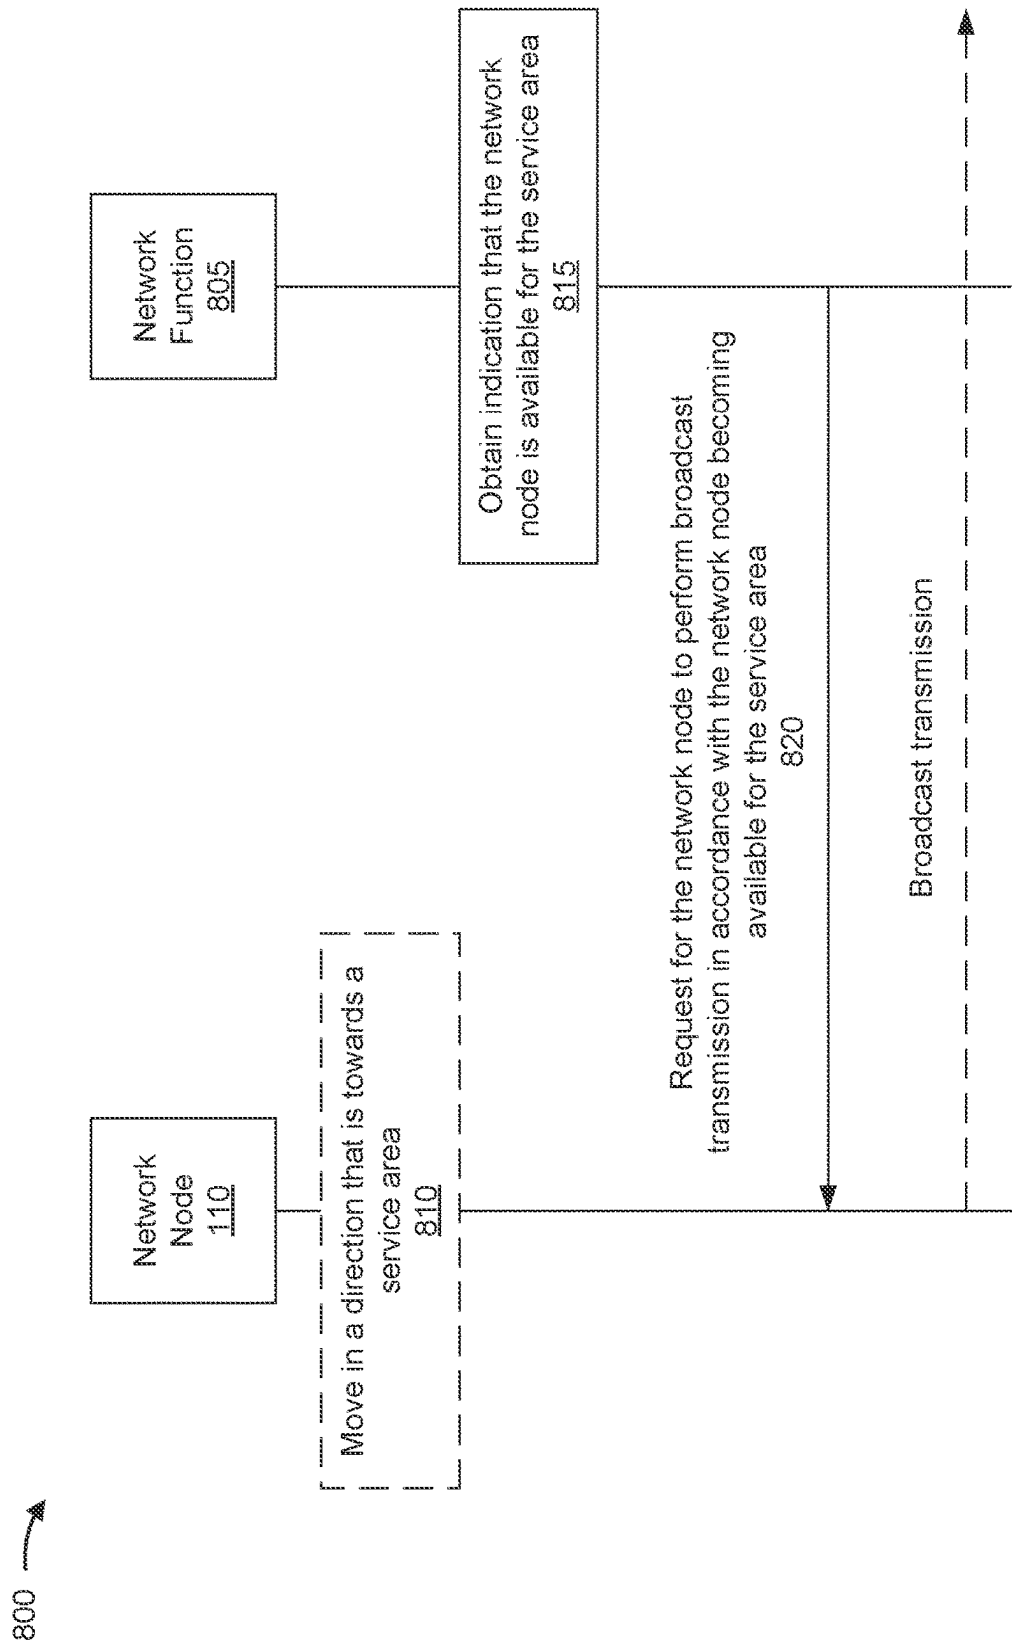 800
Network
Node
110
Network
Function
805
Move in a direction that is towards a
service area
810
Obtain indication that the network
node is available for the service area
815
Request for the network node to perform broadcast
transmission in accordance with the network node becoming
available for the service area
820
Broadcast transmission